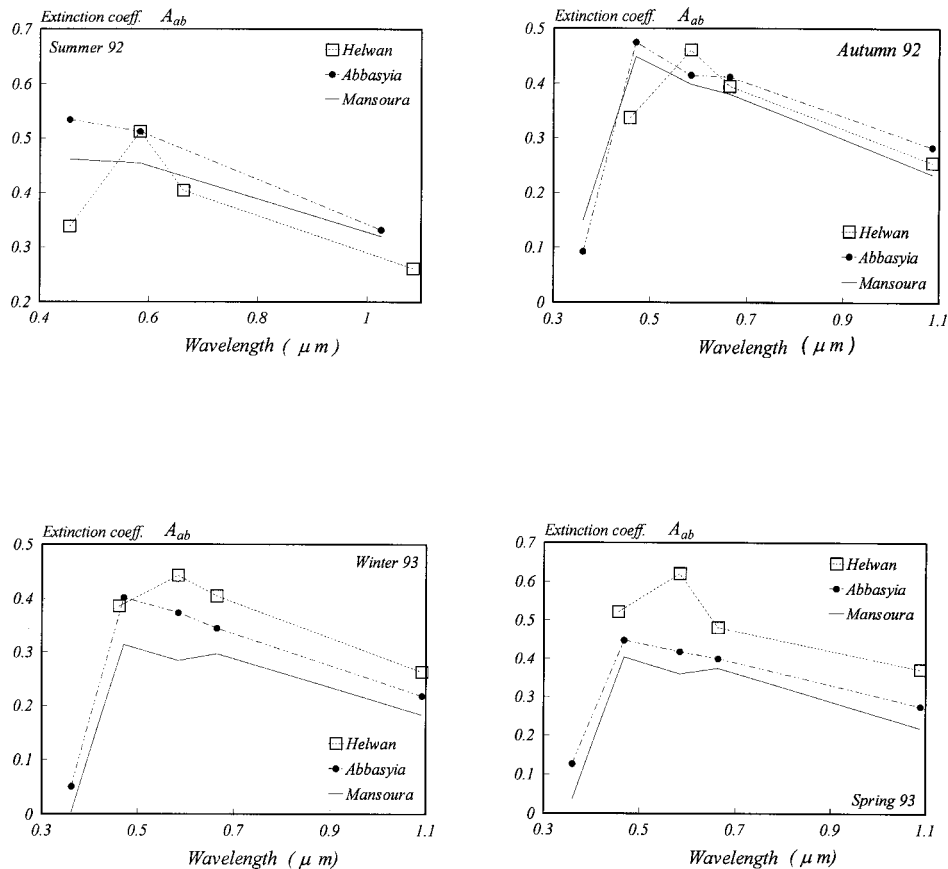 Extinction coeff. A_ab
0.7
0.6
0.5
0.4
0.3
0.2
Summer 92
Helwan
Abbasyia
Mansoura
0.4 0.6 0.8 1
Wavelength ( μ m )
Extinction coeff. A_ab
0.5
0.4
0.3
0.2
0.1
0
Autumn 92
Helwan
Abbasyia
Mansoura
0.3 0.5 0.7 0.9 1.1
Wavelength ( μ m )
Extinction coeff. A_ab
0.5
0.4
0.3
0.2
0.1
0
Winter 93
Helwan
Abbasyia
Mansoura
0.3 0.5 0.7 0.9 1.1
Wavelength ( μ m )
Extinction coeff. A_ab
0.7
0.6
0.5
0.4
0.3
0.2
0.1
0
Helwan
Abbasyia
Mansoura
Spring 93
0.3 0.5 0.7 0.9 1.1
Wavelength ( μ m)